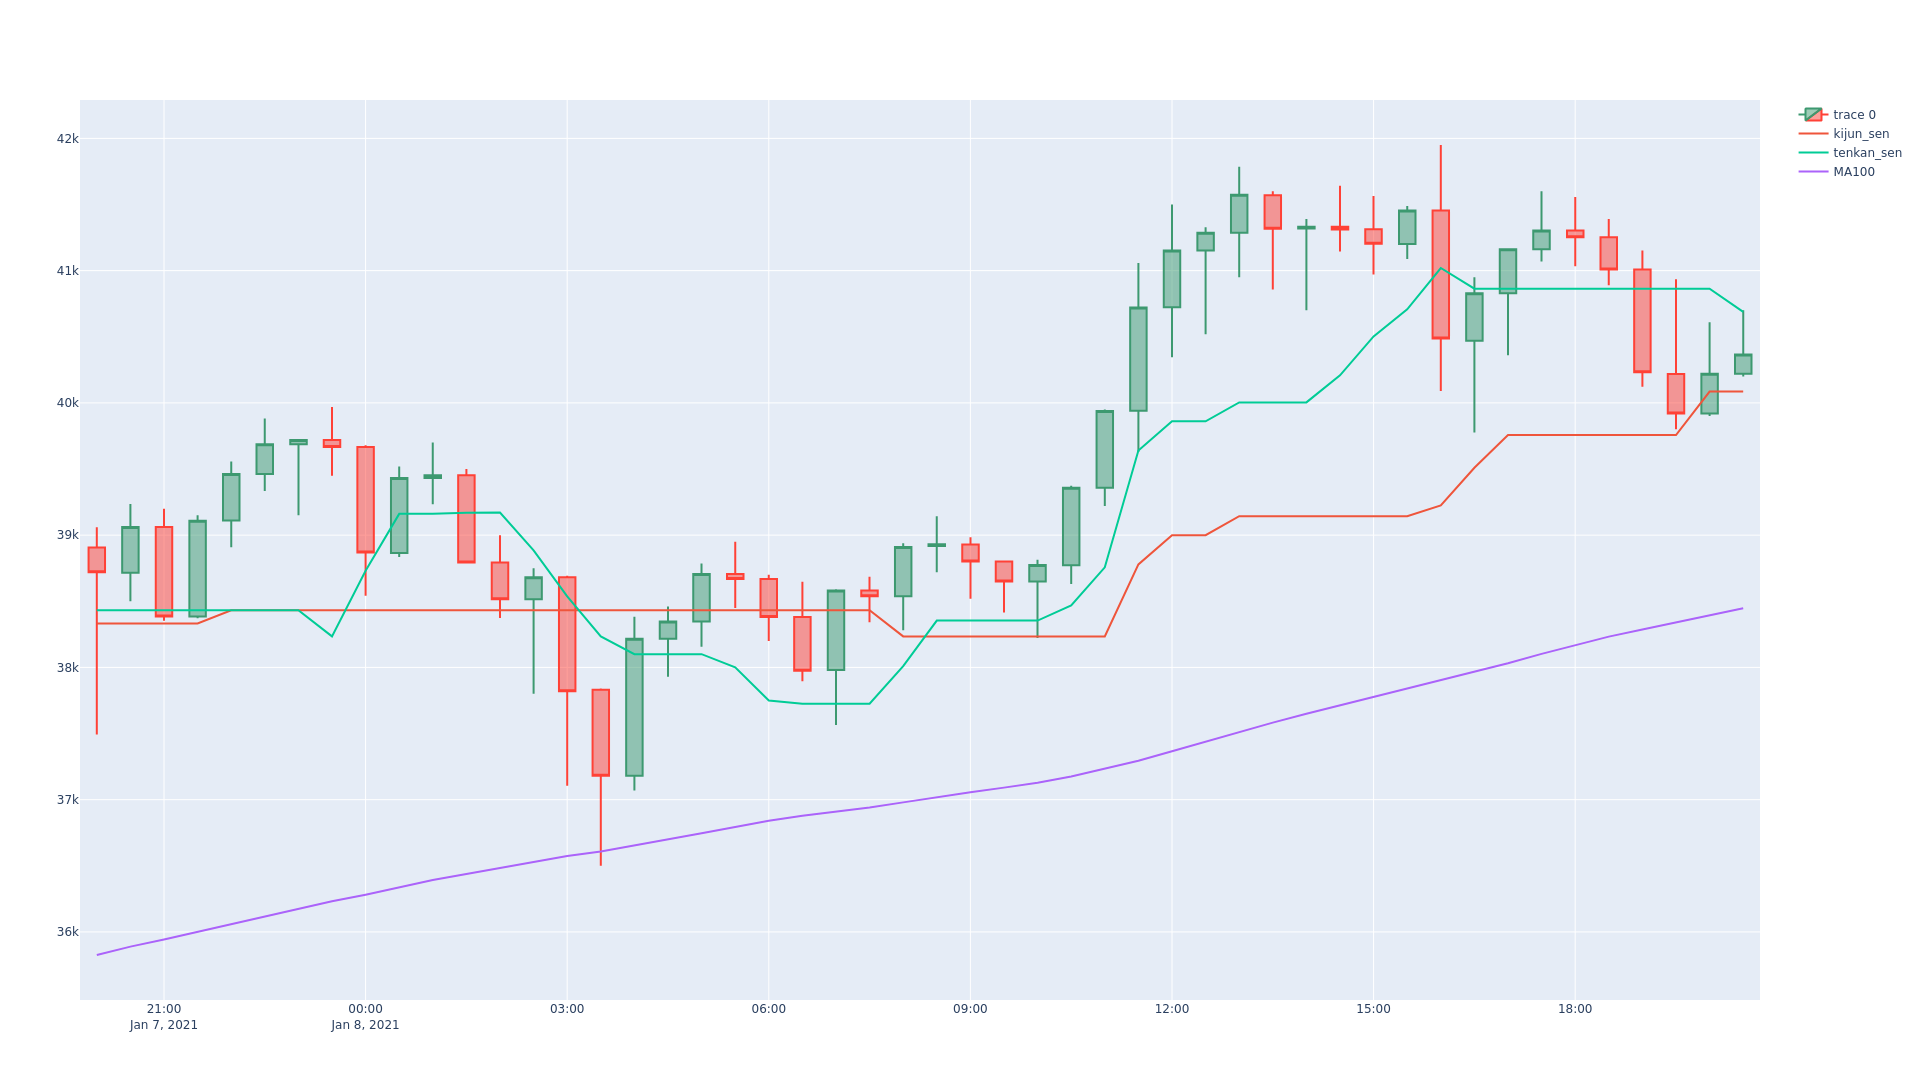 42k
41k
40k
39k
38k
37k
36k
21:00
Jan 7, 2021
00:00
Jan 8, 2021
03:00
06:00
09:00
12:00
15:00
18:00
trace 0
kijun_sen
tenkan_sen
MA100